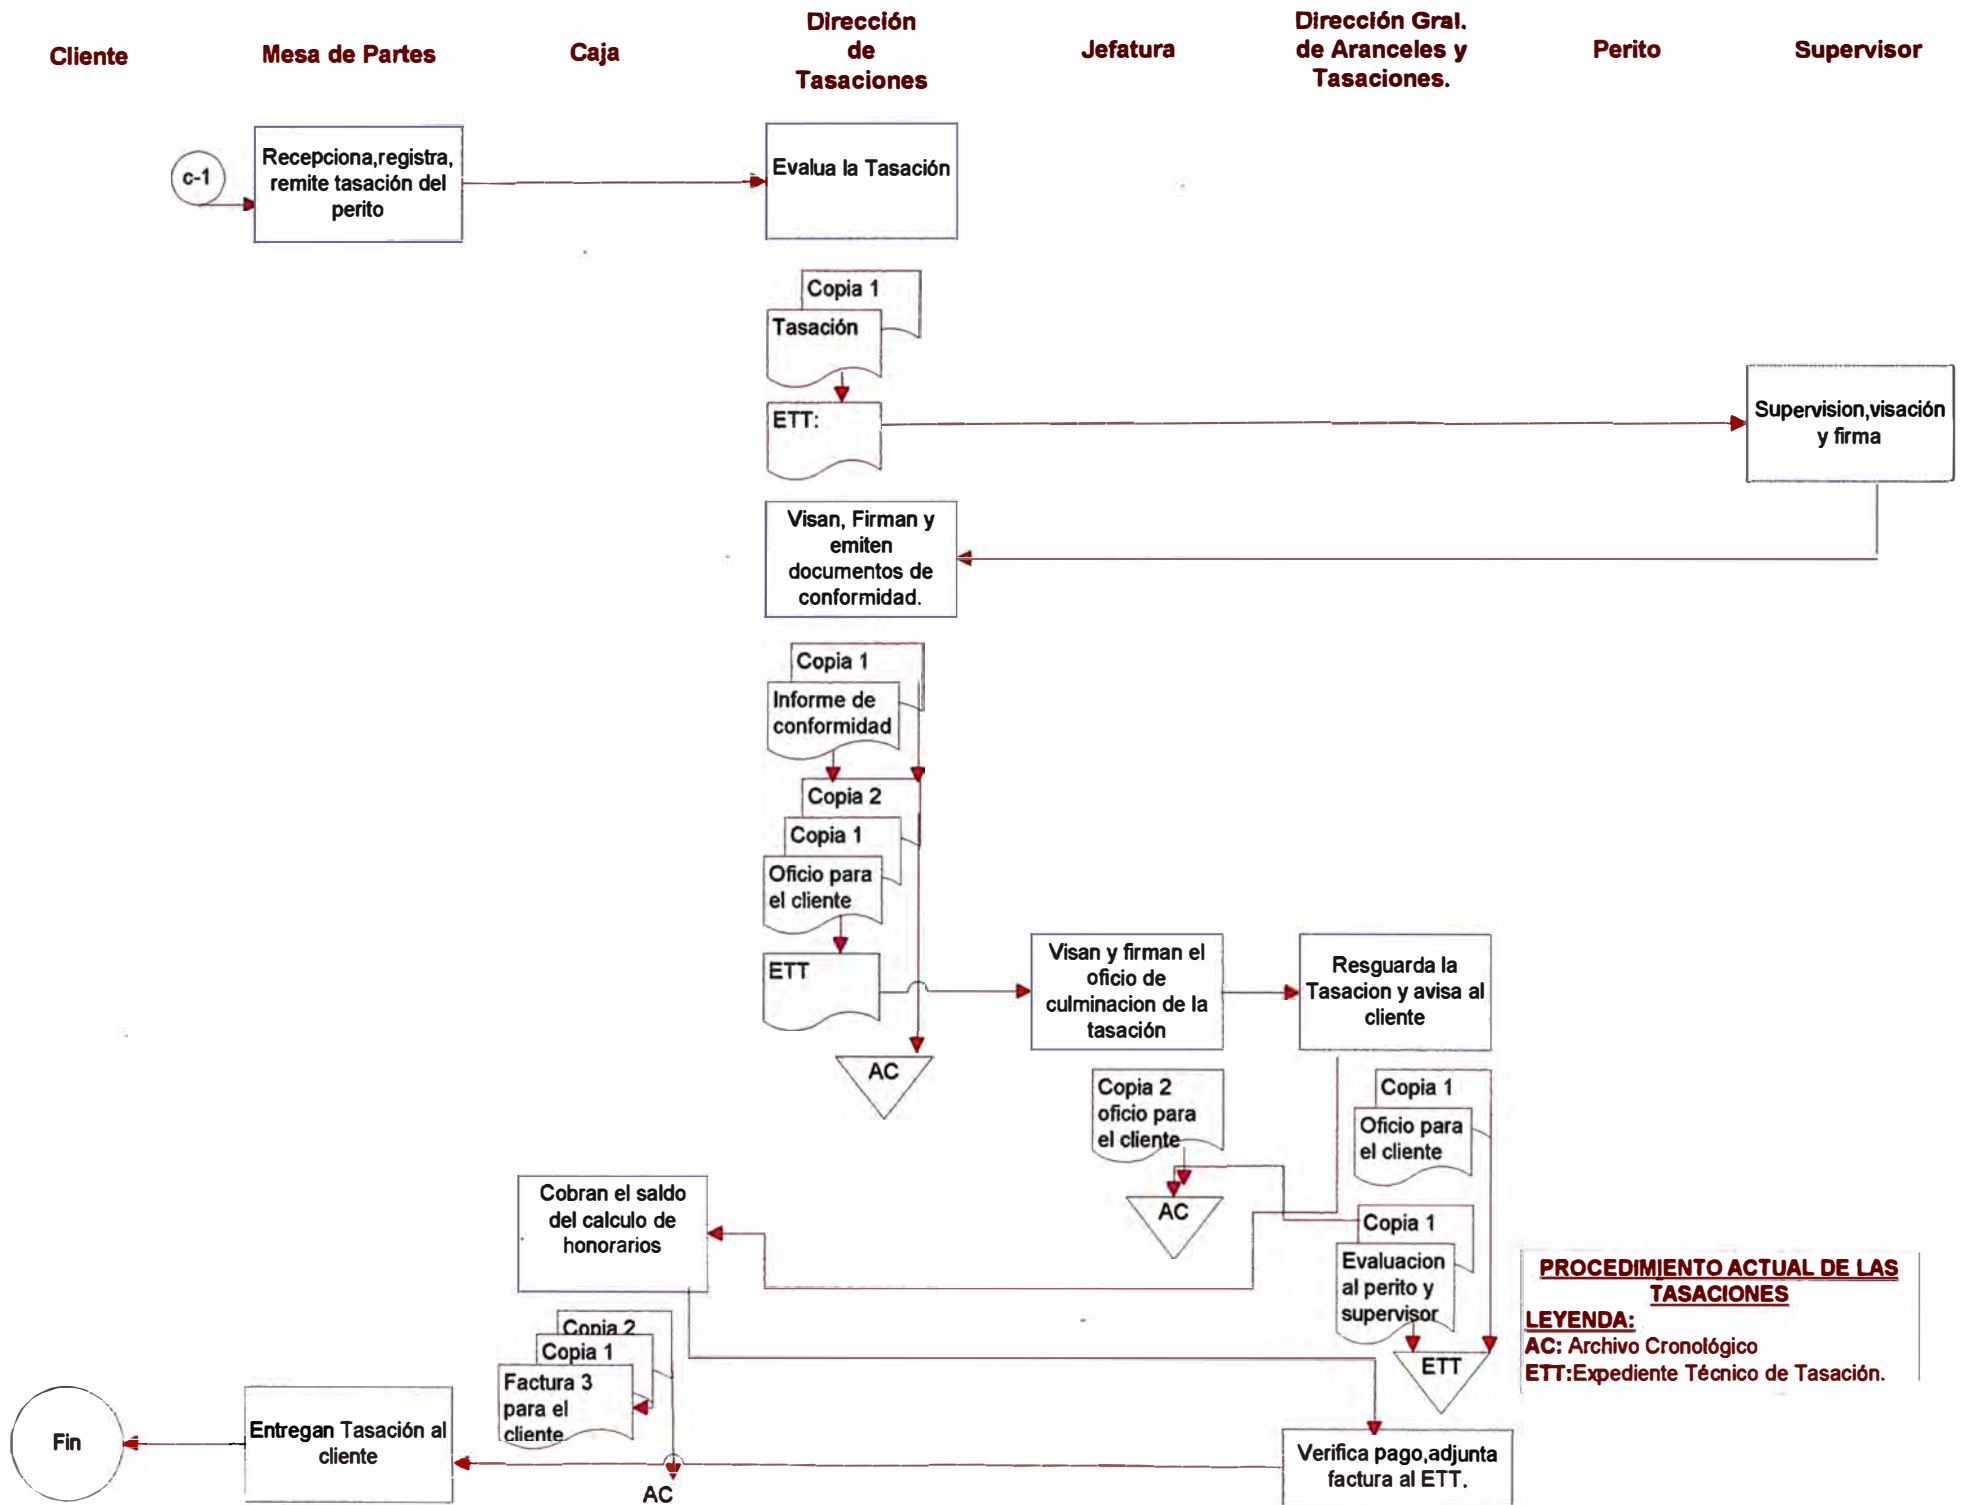 Cliente
Mesa de Partes
Caja
Dirección
de
Tasaciones
Jefatura
Dirección Gral.
de Aranceles y
Tasaciones.
Perito
Supervisor
c-1
Recepciona,registra,
remite tasación del
perito
Evalua la Tasación
Copia 1
Tasación
ETT:
Supervision,visación
y firma
Visan, Firman y
emiten
documentos de
conformidad.
Copia 1
Informe de
conformidad
Copia 2
Copia 1
Oficio para
el cliente
ETT
Visan y firman el
oficio de
culminacion de la
tasación
Resguarda la
Tasacion y avisa al
cliente
AC
Copia 2
oficio para
el cliente
Copia 1
Oficio para
el cliente
AC
Cobran el saldo
del calculo de
honorarios
Copia 1
Evaluacion
al perito y
supervisor
ETT
PROCEDIMIENTO ACTUAL DE LAS
TASACIONES
LEYENDA:
AC: Archivo Cronológico
ETT:Expediente Técnico de Tasación.
Copia 2
Copia 1
Factura 3
para el
cliente
AC
Fin
Entregan Tasación al
cliente
Verifica pago,adjunta
factura al ETT.